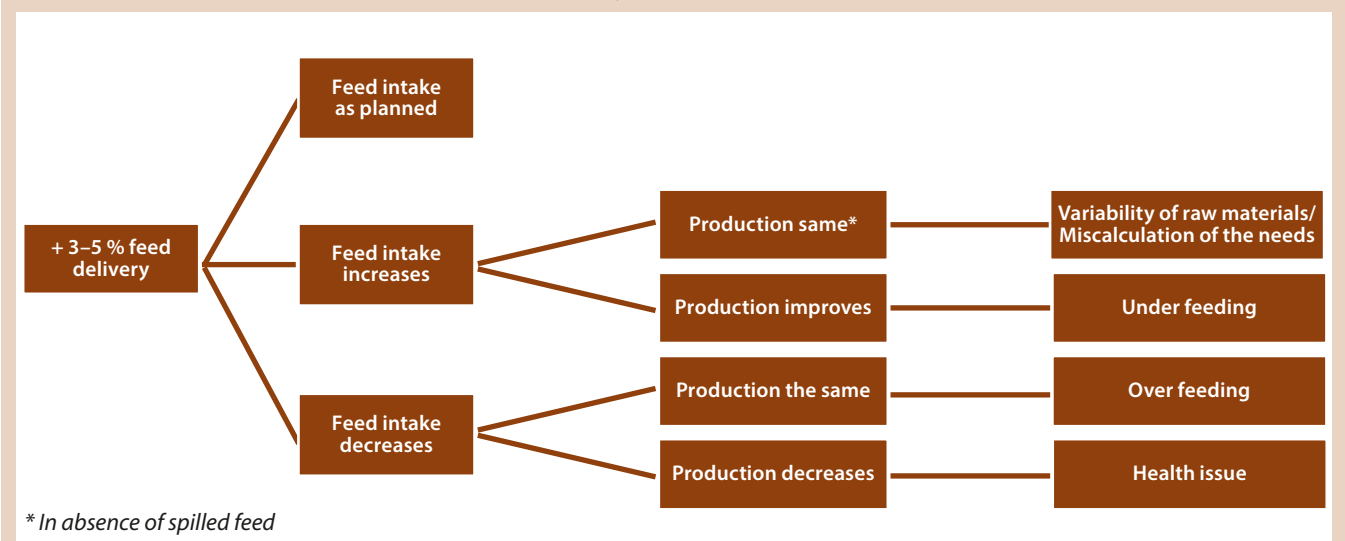 Feed intake
as planned
+ 3–5 % feed
delivery
Feed intake
increases
Production same*
Variability of raw materials/
Miscalculation of the needs
Production improves
Under feeding
Feed intake
decreases
Production the same
Over feeding
Production decreases
Health issue
* In absence of spilled feed